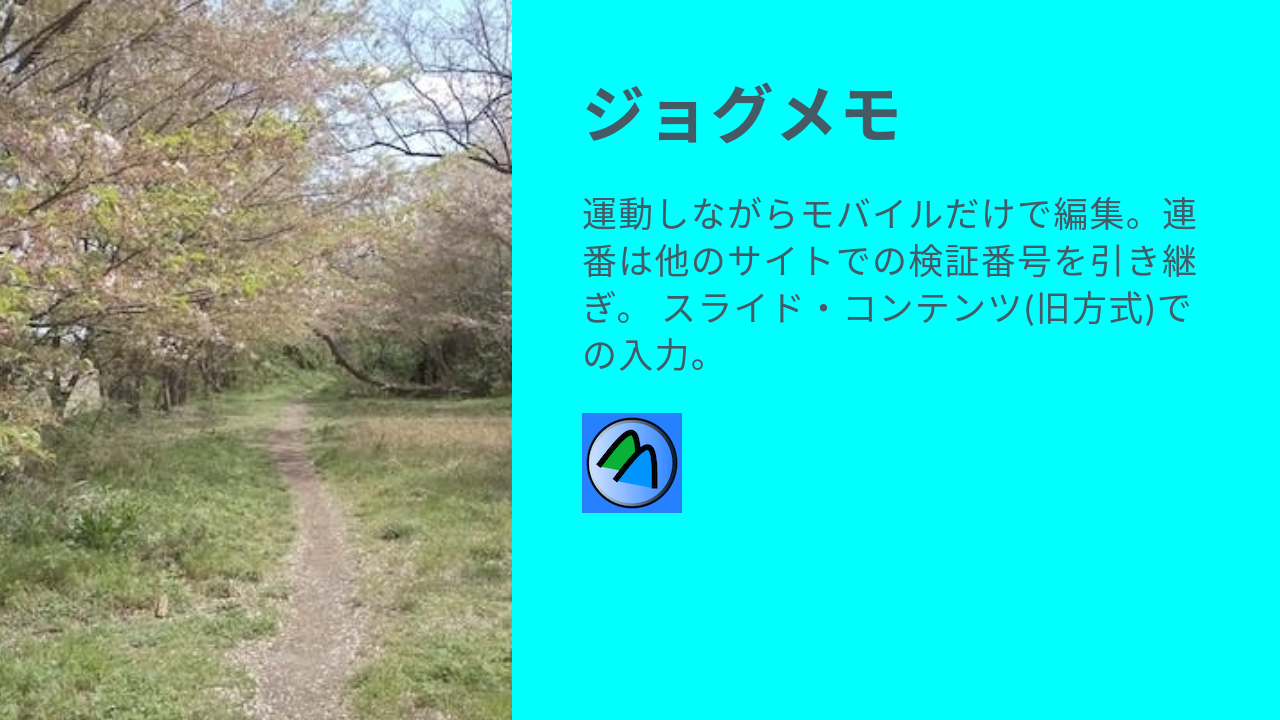 ジョグメモ
運動しながらモバイルだけで編集。連
番は他のサイトでの検証番号を引き継
ぎ。 スライド・コンテンツ(旧方式)で
の入力。